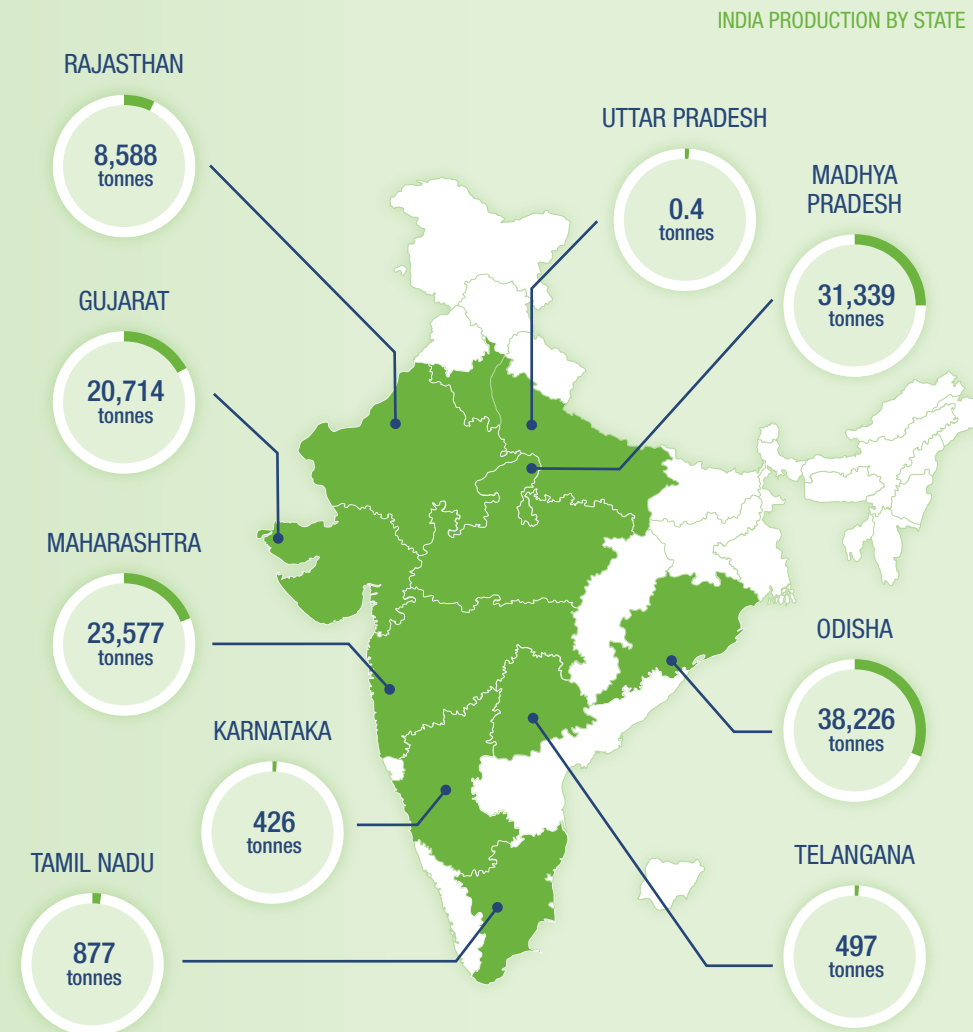 INDIA PRODUCTION BY STATE
RAJASTHAN
8,588
tonnes
UTTAR PRADESH
0.4
tonnes
MADHYA
PRADESH
31,339
tonnes
GUJARAT
20,714
tonnes
MAHARASHTRA
23,577
tonnes
ODISHA
38,226
tonnes
KARNATAKA
426
tonnes
TAMIL NADU
877
tonnes
TELANGANA
497
tonnes